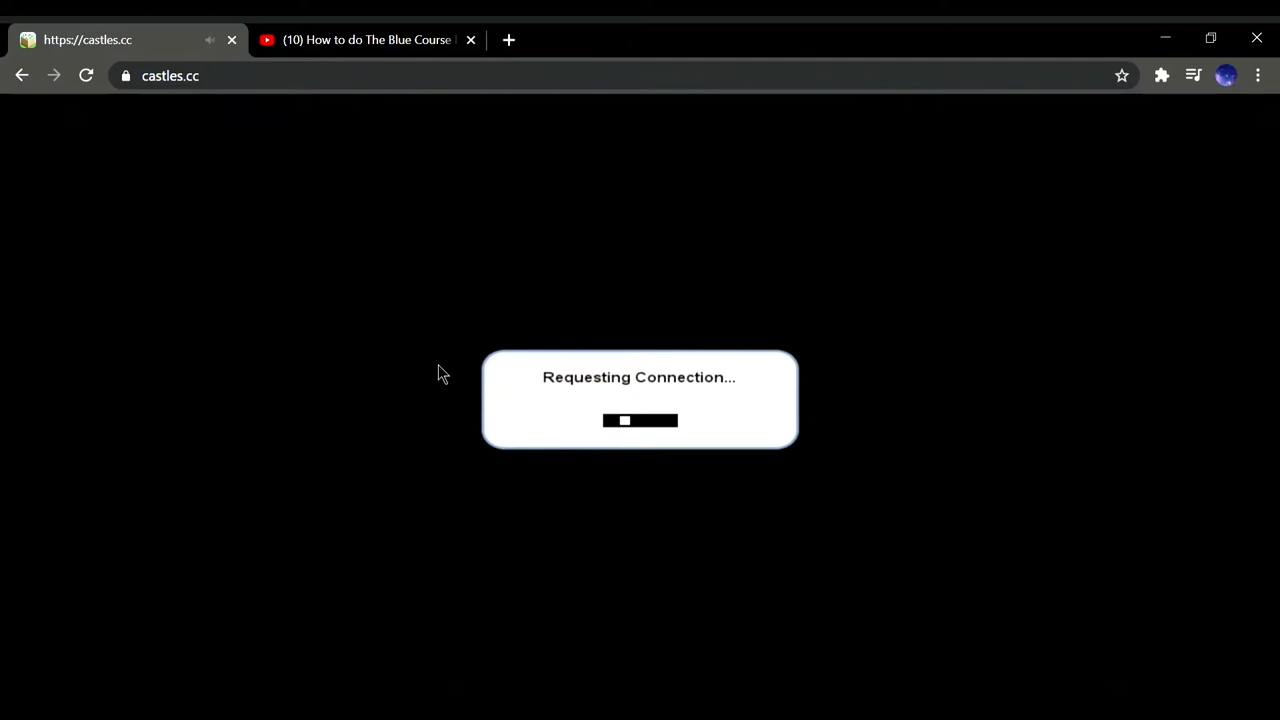 https://castles.cc
(10) How to do The Blue Course
castles.cc
Requesting Connection...